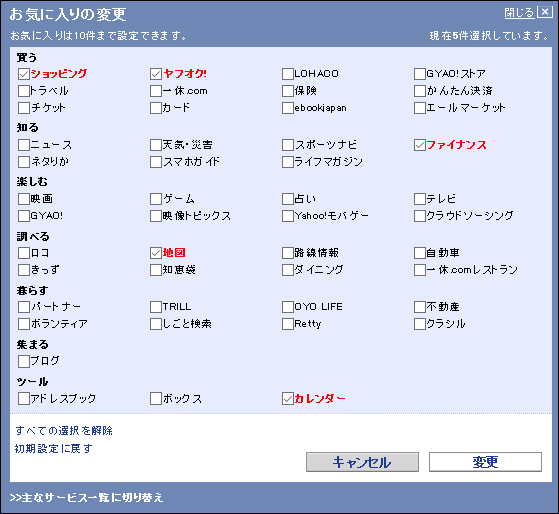 お気に入りの変更 閉じる
お気に入りは10件まで設定できます。 現在5件選択しています。
買う
ショッピング ヤフオク! LOHACO GYAO!ストア
トラベル 一休.com 保険 かんたん決済
チケット カード ebookjapan エールマーケット
知る
ニュース 天気・災害 スポーツナビ ファイナンス
ネタりか スマホガイド ライフマガジン
楽しむ
映画 ゲーム 占い テレビ
GYAO! 映像トピックス Yahoo!モバゲー クラウドソーシング
調べる
ロコ 地図 路線情報 自動車
きっず 知恵袋 ダイニング 一休.comレストラン
暮らす
パートナー TRILL OYO LIFE 不動産
ボランティア しごと検索 Retty クラシル
集まる
ブログ
ツール
アドレスブック ボックス カレンダー
すべての選択を解除
初期設定に戻す
キャンセル 変更
>>主なサービス一覧に切り替え